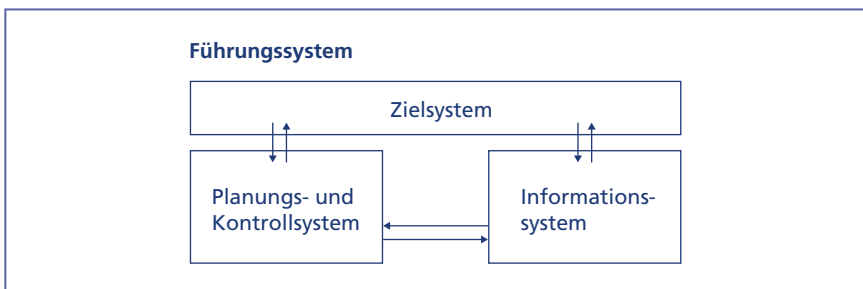 Führungssystem
Zielsystem
Planungs- und
Kontrollsystem
Informations-
system